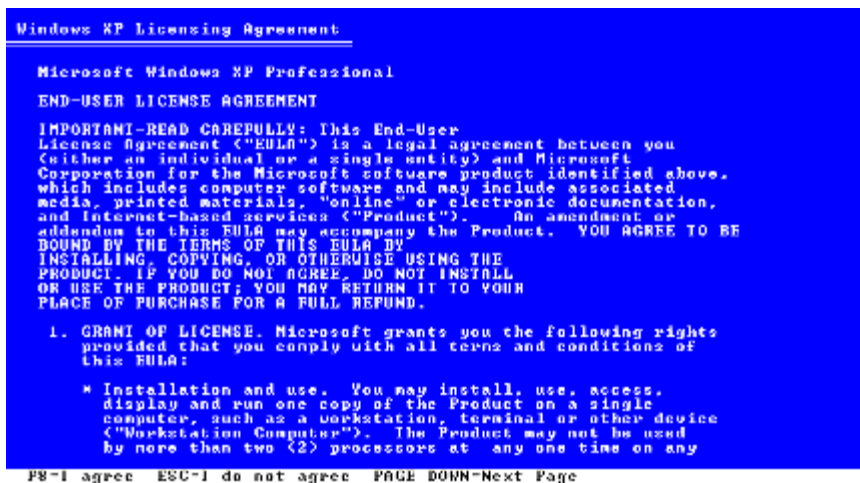 Windows XP Licensing Agreement
Microsoft Windows XP Professional
END-USER LICENSE AGREEMENT
IMPORTANT-READ CAREFULLY: This End-User
License Agreement ("EULA") is a legal agreement between you
(either an individual or a single entity) and Microsoft
Corporation for the Microsoft software product identified above,
which includes computer software and may include associated
media, printed materials, "online" or electronic documentation,
and Internet-based services ("Product"). An amendment or
addendum to this EULA may accompany the Product. YOU AGREE TO BE
BOUND BY THE TERMS OF THIS EULA BY
INSTALLING, COPYING, OR OTHERWISE USING THE
PRODUCT. IF YOU DO NOT AGREE, DO NOT INSTALL
OR USE THE PRODUCT; YOU MAY RETURN IT TO YOUR
PLACE OF PURCHASE FOR A FULL REFUND.
1. GRANT OF LICENSE. Microsoft grants you the following rights
provided that you comply with all terms and conditions of
this EULA:
* Installation and use. You may install, use, access,
display and run one copy of the Product on a single
computer, such as a workstation, terminal or other device
("Workstation Computer"). The Product may not be used
by more than two (2) processors at any one time on any
F8=I agree ESC=I do not agree PAGE DOWN=Next Page